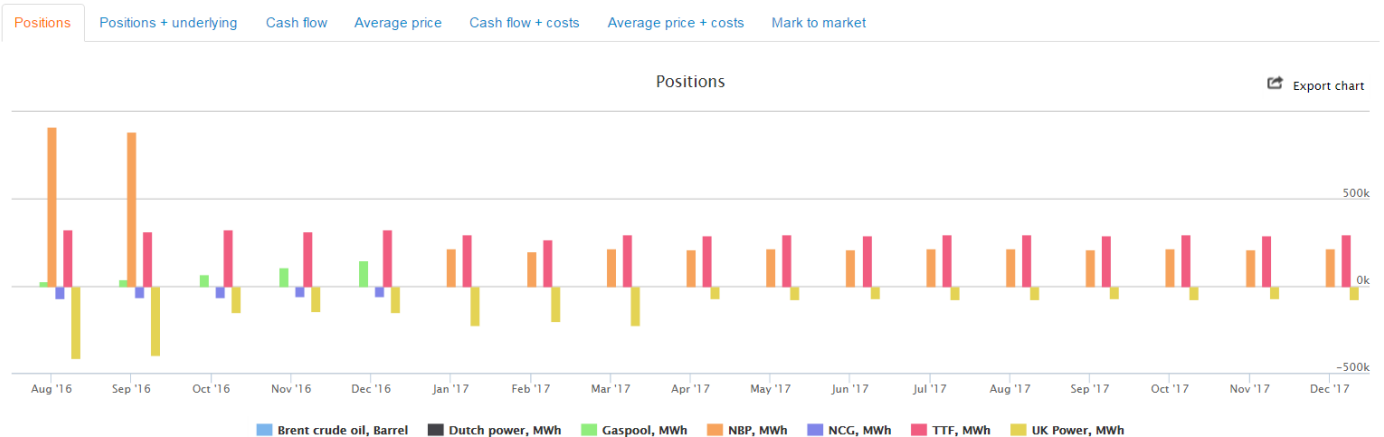 Positions Positions + underlying Cash flow Average price Cash flow + costs Average price + costs Mark to market
Positions
Export chart
500k
0k
−500k
Aug '16 Sep '16 Oct '16 Nov '16 Dec '16 Jan '17 Feb '17 Mar '17 Apr '17 May '17 Jun '17 Jul '17 Aug '17 Sep '17 Oct '17 Nov '17 Dec '17
Brent crude oil, Barrel Dutch power, MWh Gaspool, MWh NBP, MWh NCG, MWh TTF, MWh UK Power, MWh